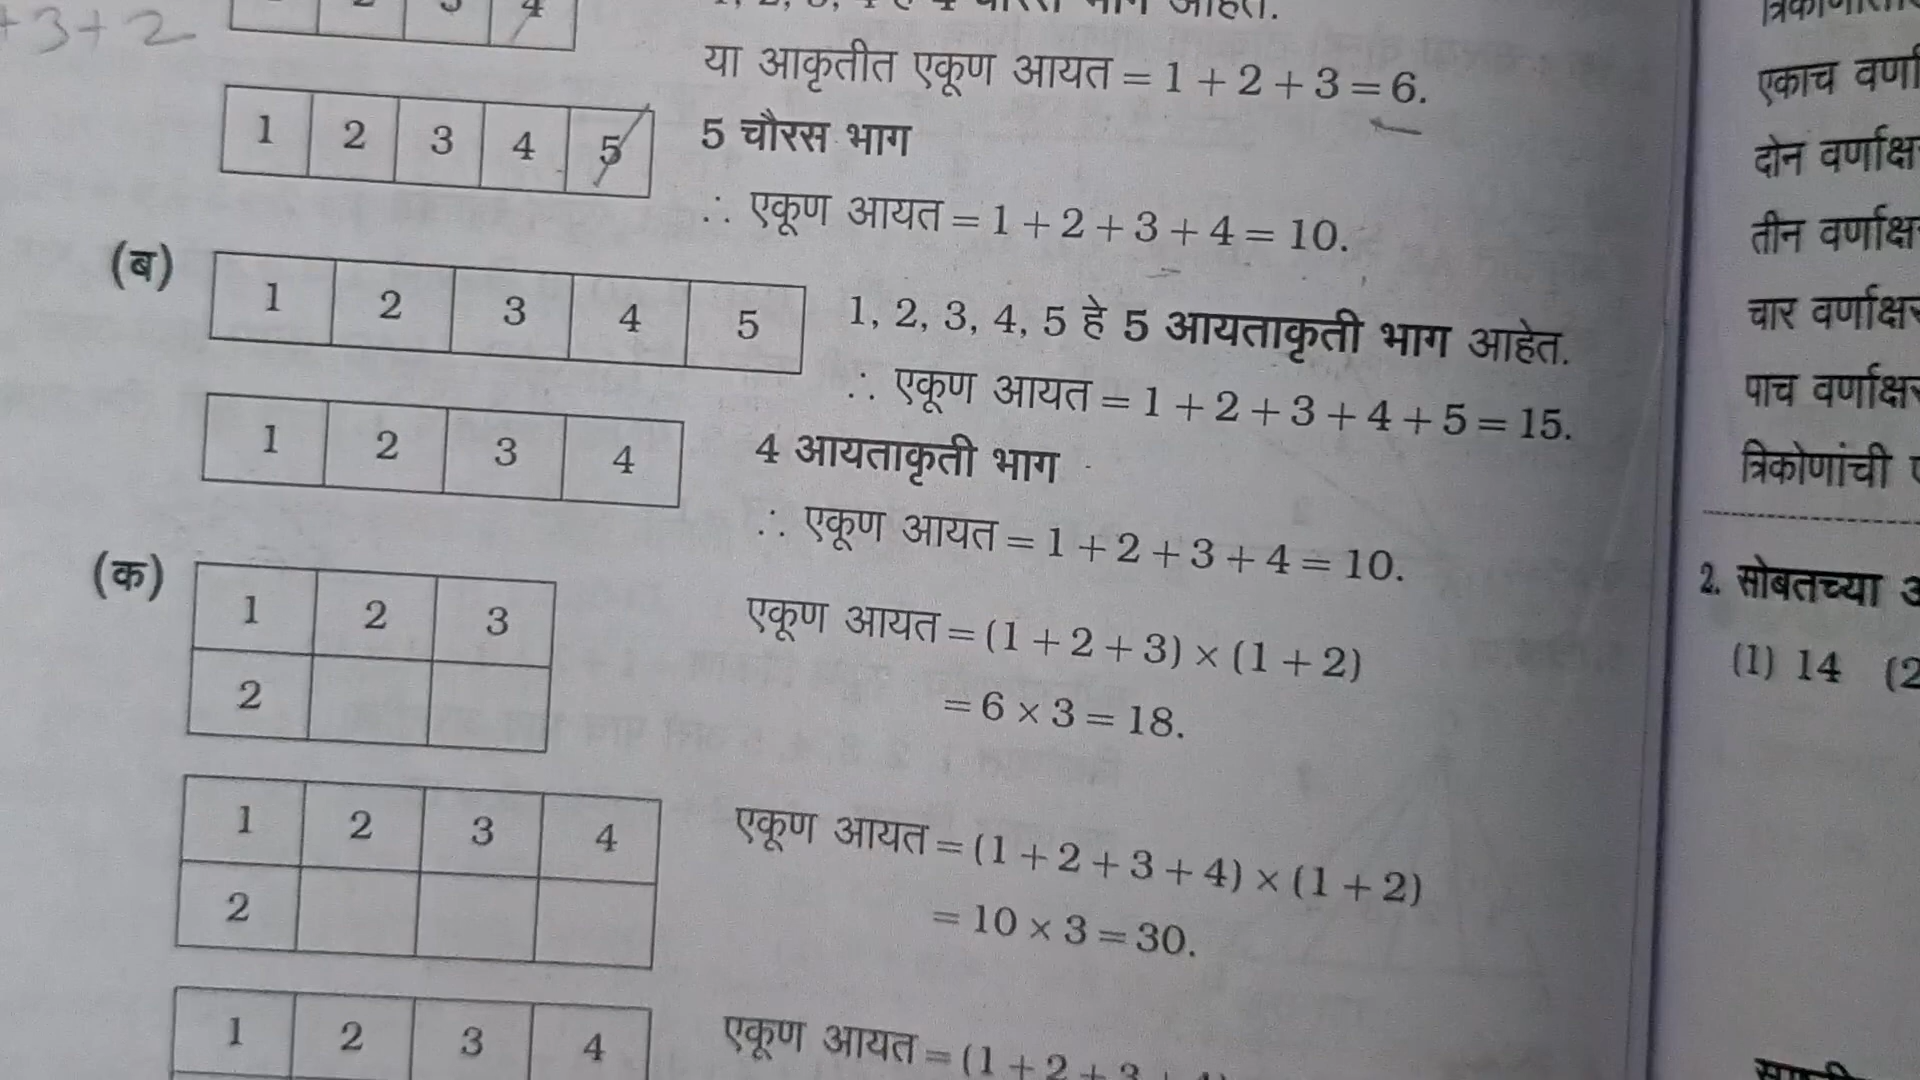 +3+2
या आकृतीत एकूण आयत = 1 + 2 + 3 = 6.
1 2 3 4 5
5 चौरस भाग
∴ एकूण आयत = 1 + 2 + 3 + 4 = 10.
(ब)
1 2 3 4 5
1, 2, 3, 4, 5 हे 5 आयताकृती भाग आहेत.
∴ एकूण आयत = 1 + 2 + 3 + 4 + 5 = 15.
1 2 3 4
4 आयताकृती भाग
∴ एकूण आयत = 1 + 2 + 3 + 4 = 10.
(क)
1 2 3
2
एकूण आयत = (1 + 2 + 3) × (1 + 2)
= 6 × 3 = 18.
1 2 3 4
2
एकूण आयत = (1 + 2 + 3 + 4) × (1 + 2)
= 10 × 3 = 30.
1 2 3 4
एकूण आयत = (1 + 2 + 3 + 4)
एकाच
दोन
तीन
चार
पाच
त्रिकोणांची
2. सोबतच्या
(1) 14 (2